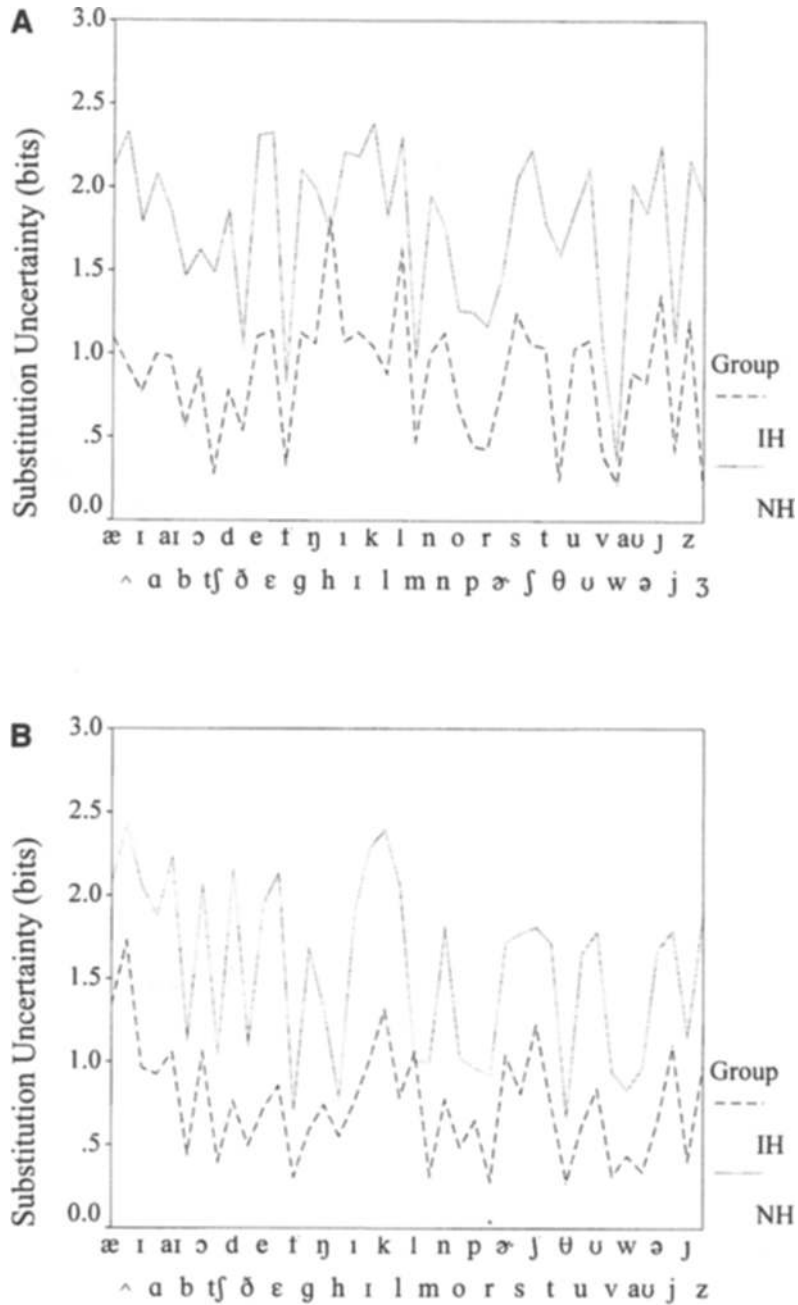 A
Substitution Uncertainty (bits)
3.0
2.5
2.0
1.5
1.0
.5
0.0
æ ɪ aɪ ɔ d e f ŋ ı k l n o r s t u v aʊ ȷ z
^ ɑ b tʃ ð ɛ g h ɪ l m n p ɚ ʃ θ ʊ w ə j ʒ
Group
IH
NH
B
Substitution Uncertainty (bits)
3.0
2.5
2.0
1.5
1.0
.5
0.0
æ ɪ aɪ ɔ d e f ŋ ı k l n p ɚ ʃ θ ʊ w ə ȷ
^ ɑ b tʃ ð ɛ g h ɪ l m o r s t u v aʊ j z
Group
IH
NH